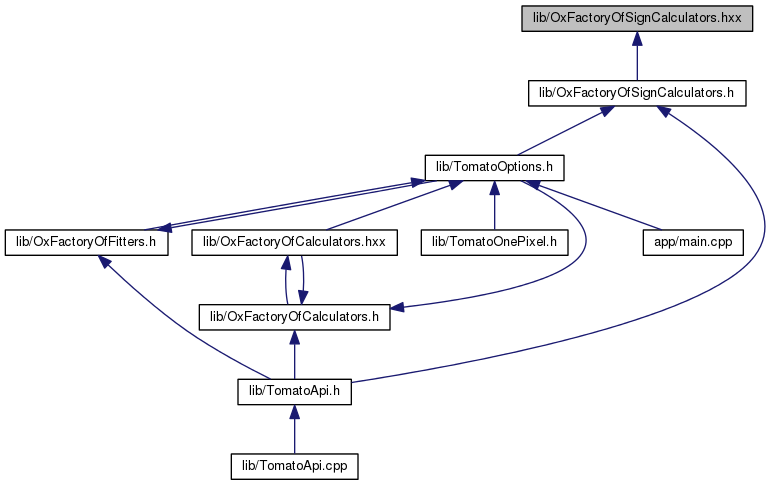 lib/OxFactoryOfSignCalculators.hxx
lib/OxFactoryOfSignCalculators.h
lib/TomatoOptions.h
lib/OxFactoryOfFitters.h
lib/OxFactoryOfCalculators.hxx
lib/TomatoOnePixel.h
app/main.cpp
lib/OxFactoryOfCalculators.h
lib/TomatoApi.h
lib/TomatoApi.cpp